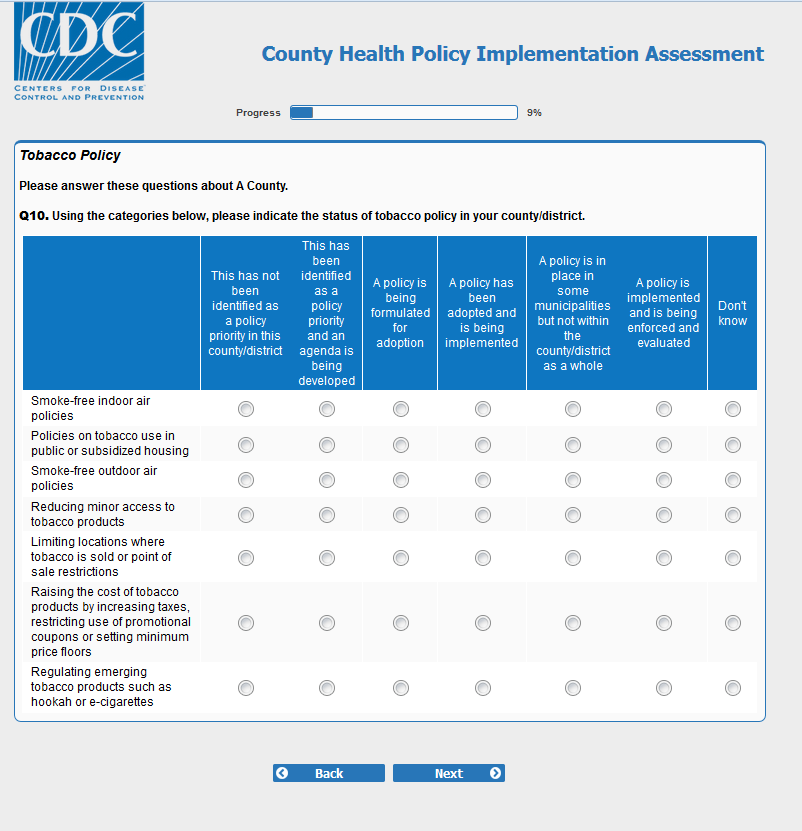 CDC
CENTERS FOR DISEASE
CONTROL AND PREVENTION
County Health Policy Implementation Assessment
Progress 9%
Tobacco Policy
Please answer these questions about A County.
Q10. Using the categories below, please indicate the status of tobacco policy in your county/district.
This has not
been
identified as
a policy
priority in this
county/district
This has
been
identified
as a
policy
priority
and an
agenda is
being
developed
A policy is
being
formulated
for
adoption
A policy has
been
adopted and
is being
implemented
A policy is in
place in
some
municipalities
but not within
the
county/district
as a whole
A policy is
implemented
and is being
enforced and
evaluated
Don't
know
Smoke-free indoor air
policies
Policies on tobacco use in
public or subsidized housing
Smoke-free outdoor air
policies
Reducing minor access to
tobacco products
Limiting locations where
tobacco is sold or point of
sale restrictions
Raising the cost of tobacco
products by increasing taxes,
restricting use of promotional
coupons or setting minimum
price floors
Regulating emerging
tobacco products such as
hookah or e-cigarettes
Back
Next